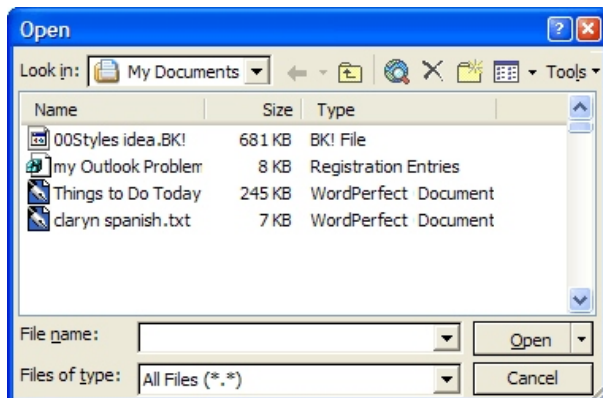 Open
Look in: My Documents Tools
Name Size Type
00Styles idea.BK! 681 KB BK! File
my Outlook Problem 8 KB Registration Entries
Things to Do Today 245 KB WordPerfect Document
claryn spanish.txt 7 KB WordPerfect Document
File name: Open
Files of type: All Files (*.*) Cancel